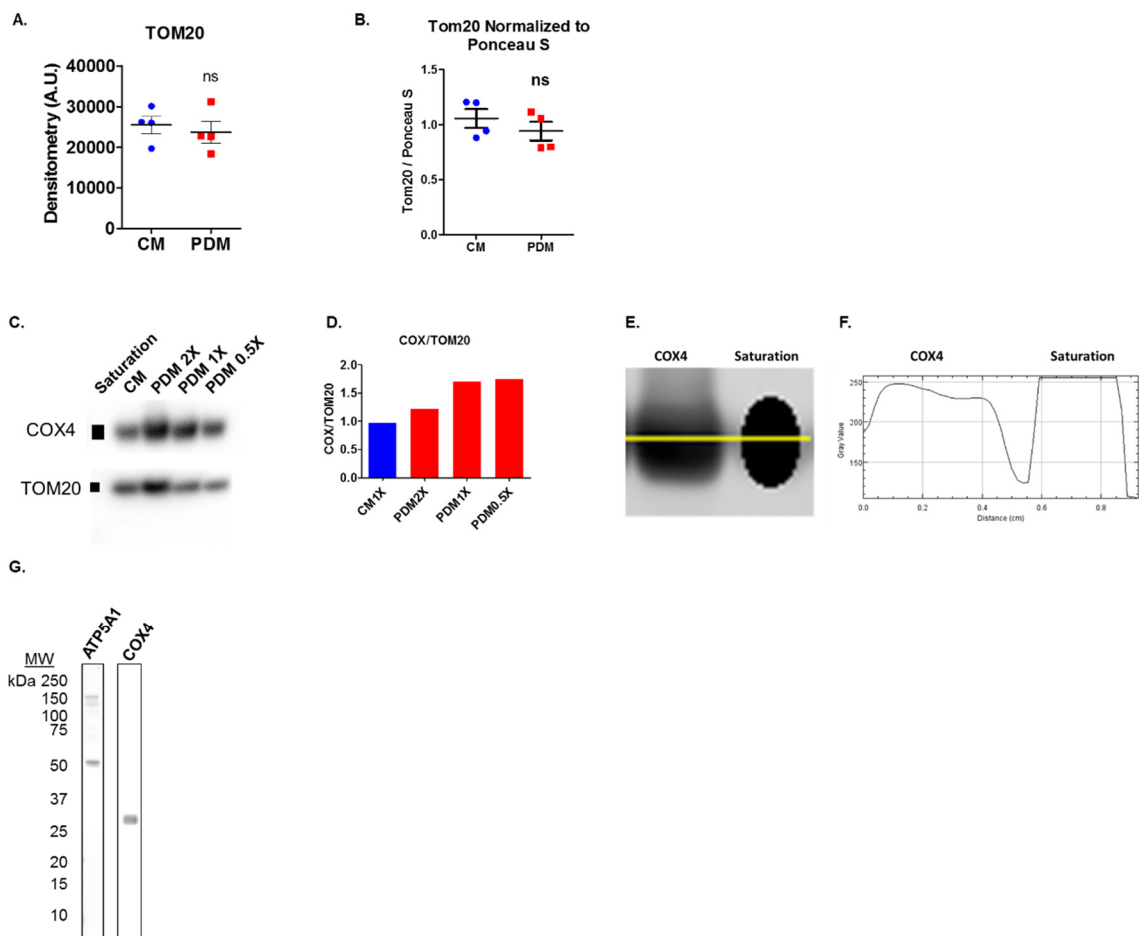 A.
TOM20
Densitometry (A.U.)
40000
30000
20000
10000
0
ns
CM
PDM
B.
Tom20 Normalized to
Ponceau S
Tom20 / Ponceau S
1.5
1.0
0.5
0.0
ns
CM
PDM
C.
Saturation
CM
PDM 2X
PDM 1X
PDM 0.5X
COX4
TOM20
D.
COX/TOM20
COX/TOM20
2.0
1.5
1.0
0.5
0.0
CM1X
PDM2X
PDM1X
PDM0.5X
E.
COX4 Saturation
F.
COX4 Saturation
Gray Value
250
200
150
0.0 0.2 0.4 0.6 0.8
Distance (cm)
G.
ATP5A1
COX4
MW
kDa 250
150
100
75
50
37
25
20
15
10